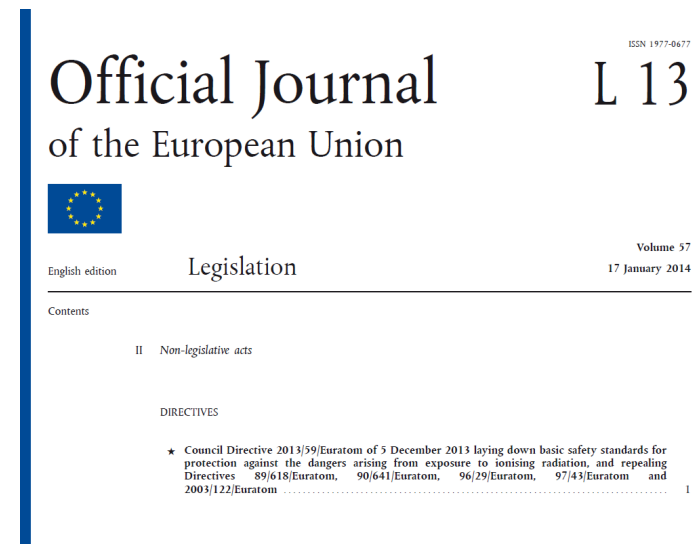 ISSN 1977-0677
Official Journal L 13
of the European Union
Volume 57
English edition Legislation 17 January 2014
Contents
II Non-legislative acts
DIRECTIVES
★ Council Directive 2013/59/Euratom of 5 December 2013 laying down basic safety standards for
protection against the dangers arising from exposure to ionising radiation, and repealing
Directives 89/618/Euratom, 90/641/Euratom, 96/29/Euratom, 97/43/Euratom and
2003/122/Euratom ........................................................................ 1